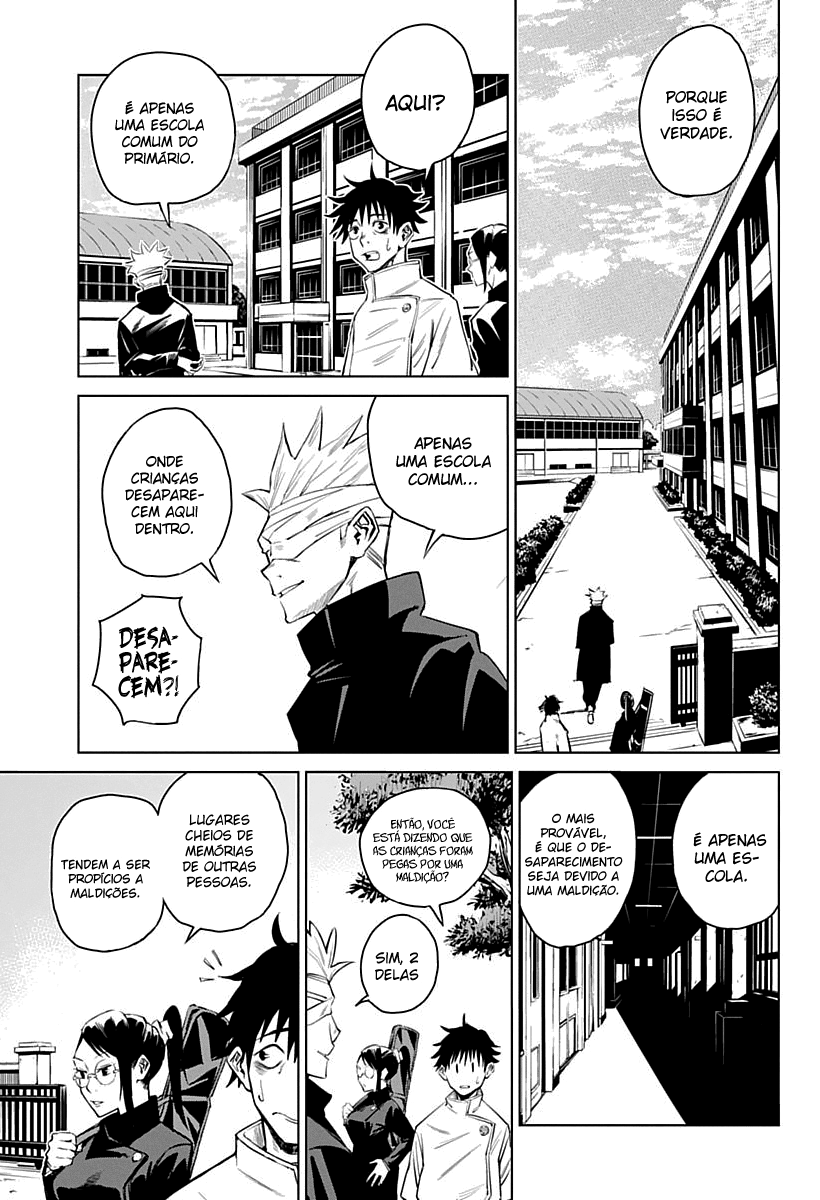 PORQUE
ISSO É
VERDADE.
AQUI?
É APENAS
UMA ESCOLA
COMUM DO
PRIMÁRIO.
APENAS
UMA ESCOLA
COMUM...
ONDE
CRIANÇAS
DESAPARE-
CEM AQUI
DENTRO.
DESA-
PARE-
CEM?!
É APENAS
UMA ES-
COLA.
O MAIS
PROVÁVEL,
É QUE O DE-
SAPARECIMENTO
SEJA DEVIDO A
UMA MALDIÇÃO.
ENTÃO, VOCÊ
ESTÁ DIZENDO QUE
AS CRIANÇAS FORAM
PEGAS POR UMA
MALDIÇÃO?
SIM, 2
DELAS
LUGARES
CHEIOS DE
MEMÓRIAS
DE OUTRAS
PESSOAS.
TENDEM A SER
PROPÍCIOS A
MALDIÇÕES.